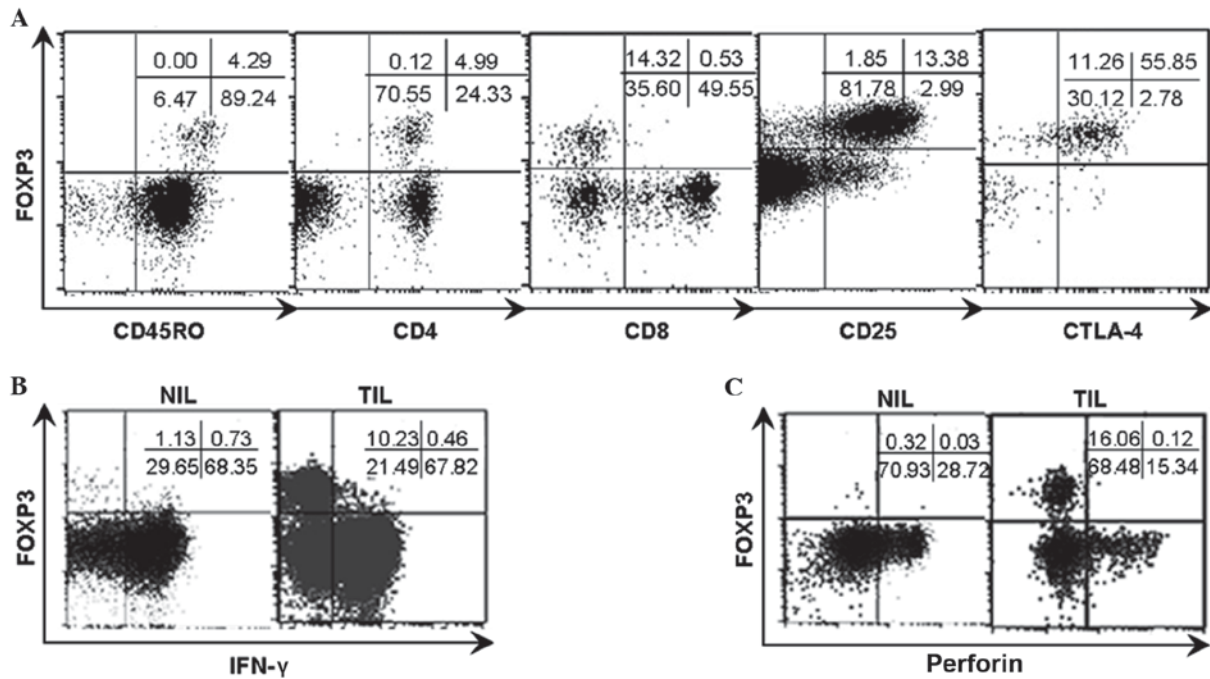 A
FOXP3
0.00 4.29
6.47 89.24
CD45RO
0.12 4.99
70.55 24.33
CD4
14.32 0.53
35.60 49.55
CD8
1.85 13.38
81.78 2.99
CD25
11.26 55.85
30.12 2.78
CTLA-4
B
FOXP3
NIL
1.13 0.73
29.65 68.35
TIL
10.23 0.46
21.49 67.82
IFN-γ
C
FOXP3
NIL
0.32 0.03
70.93 28.72
TIL
16.06 0.12
68.48 15.34
Perforin